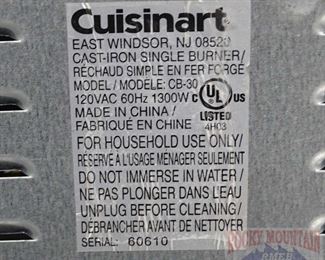 Cuisinart
EAST WINDSOR, NJ 08520
CAST-IRON SINGLE BURNER/
RÉCHAUD SIMPLE EN FER FORGÉ
MODEL / MODELE: CB-30
120VAC 60Hz 1300W
MADE IN CHINA /
FABRIQUÉ EN CHINE
C UL US
LISTED
4H03
FOR HOUSEHOLD USE ONLY/
RÉSERVÉ À L'USAGE MÉNAGER SEULEMENT
DO NOT IMMERSE IN WATER /
NE PAS PLONGER DANS L'EAU
UNPLUG BEFORE CLEANING/
DÉBRANCHER AVANT DE NETTOYER
SERIAL: 60610
ROCKY MOUNTAIN